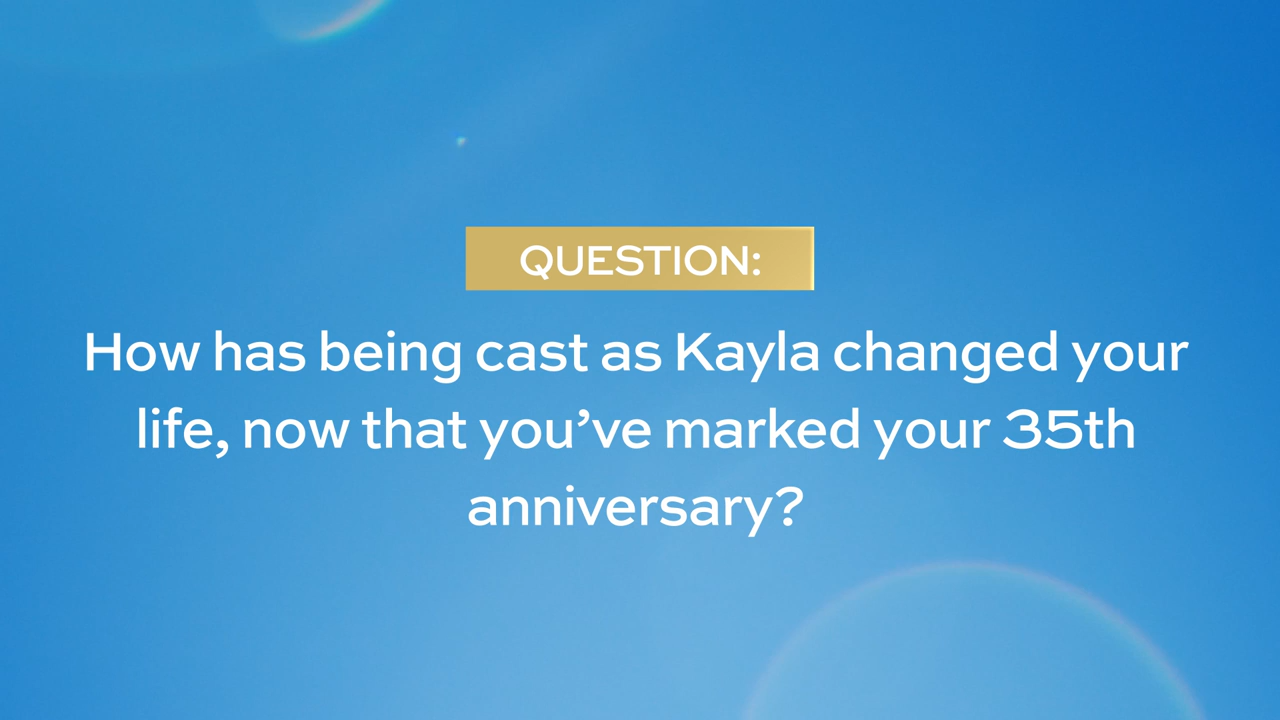 QUESTION:
How has being cast as Kayla changed your
life, now that you’ve marked your 35th
anniversary?